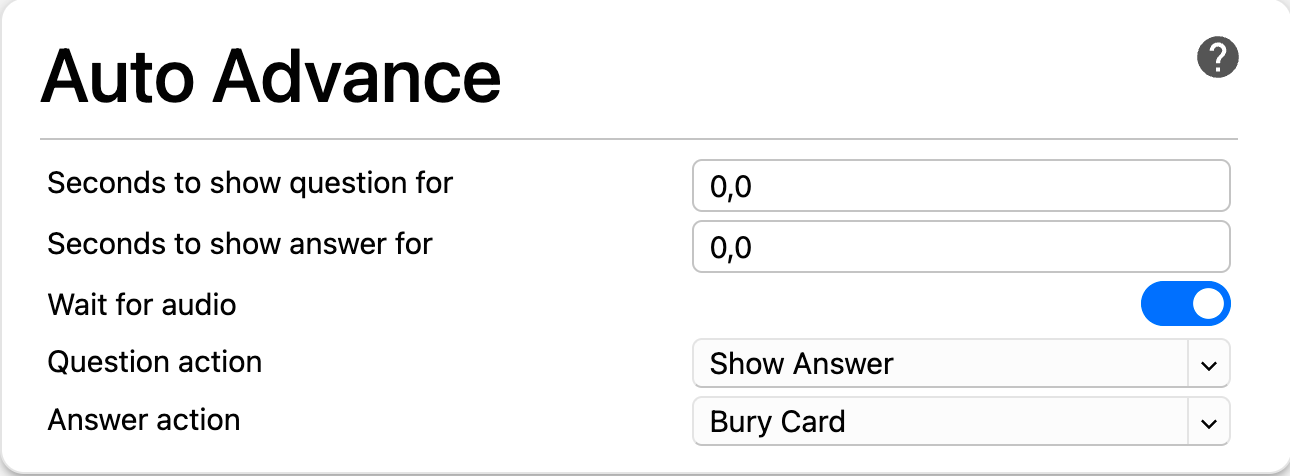 Auto Advance
?
Seconds to show question for
0,0
Seconds to show answer for
0,0
Wait for audio
Question action
Show Answer
Answer action
Bury Card